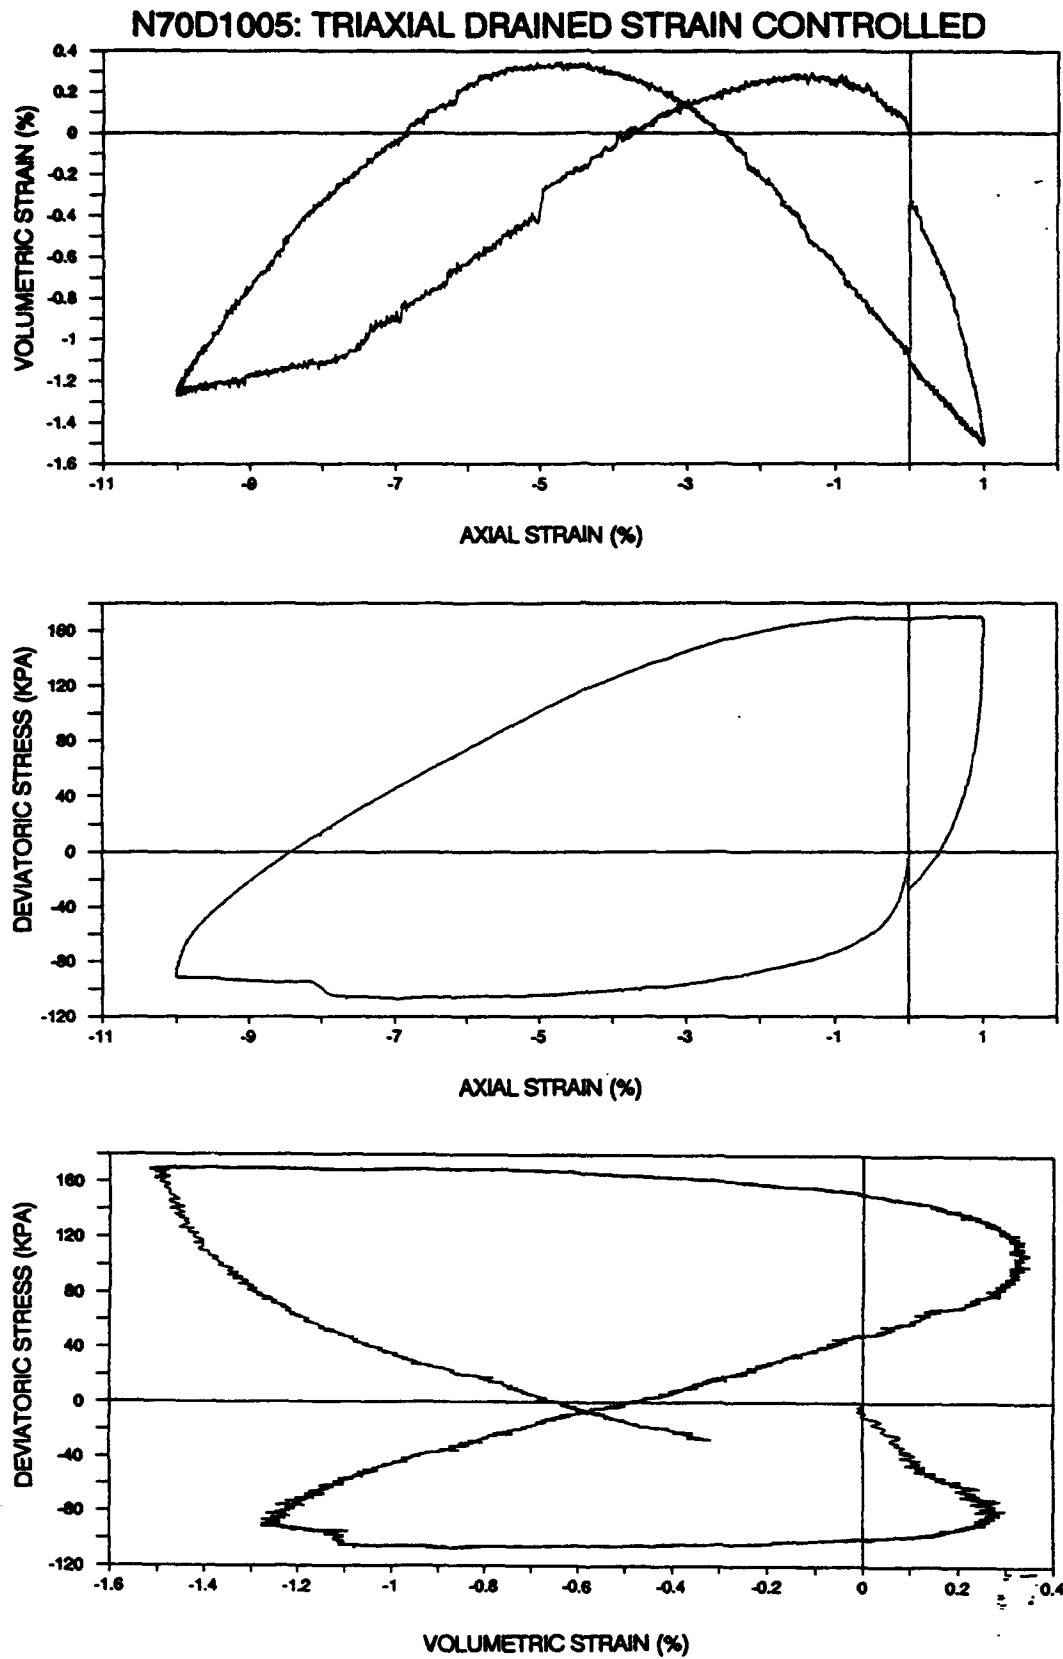 N70D1005: TRIAXIAL DRAINED STRAIN CONTROLLED
VOLUMETRIC STRAIN (%)
0.4
0.2
0
-0.2
-0.4
-0.6
-0.8
-1
-1.2
-1.4
-1.6
-11 -9 -7 -5 -3 -1 1
AXIAL STRAIN (%)
DEVIATORIC STRESS (KPA)
160
120
80
40
0
-40
-80
-120
-11 -9 -7 -5 -3 -1 1
AXIAL STRAIN (%)
DEVIATORIC STRESS (KPA)
160
120
80
40
0
-40
-80
-120
-1.6 -1.4 -1.2 -1 -0.8 -0.6 -0.4 -0.2 0 0.2 0.4
VOLUMETRIC STRAIN (%)